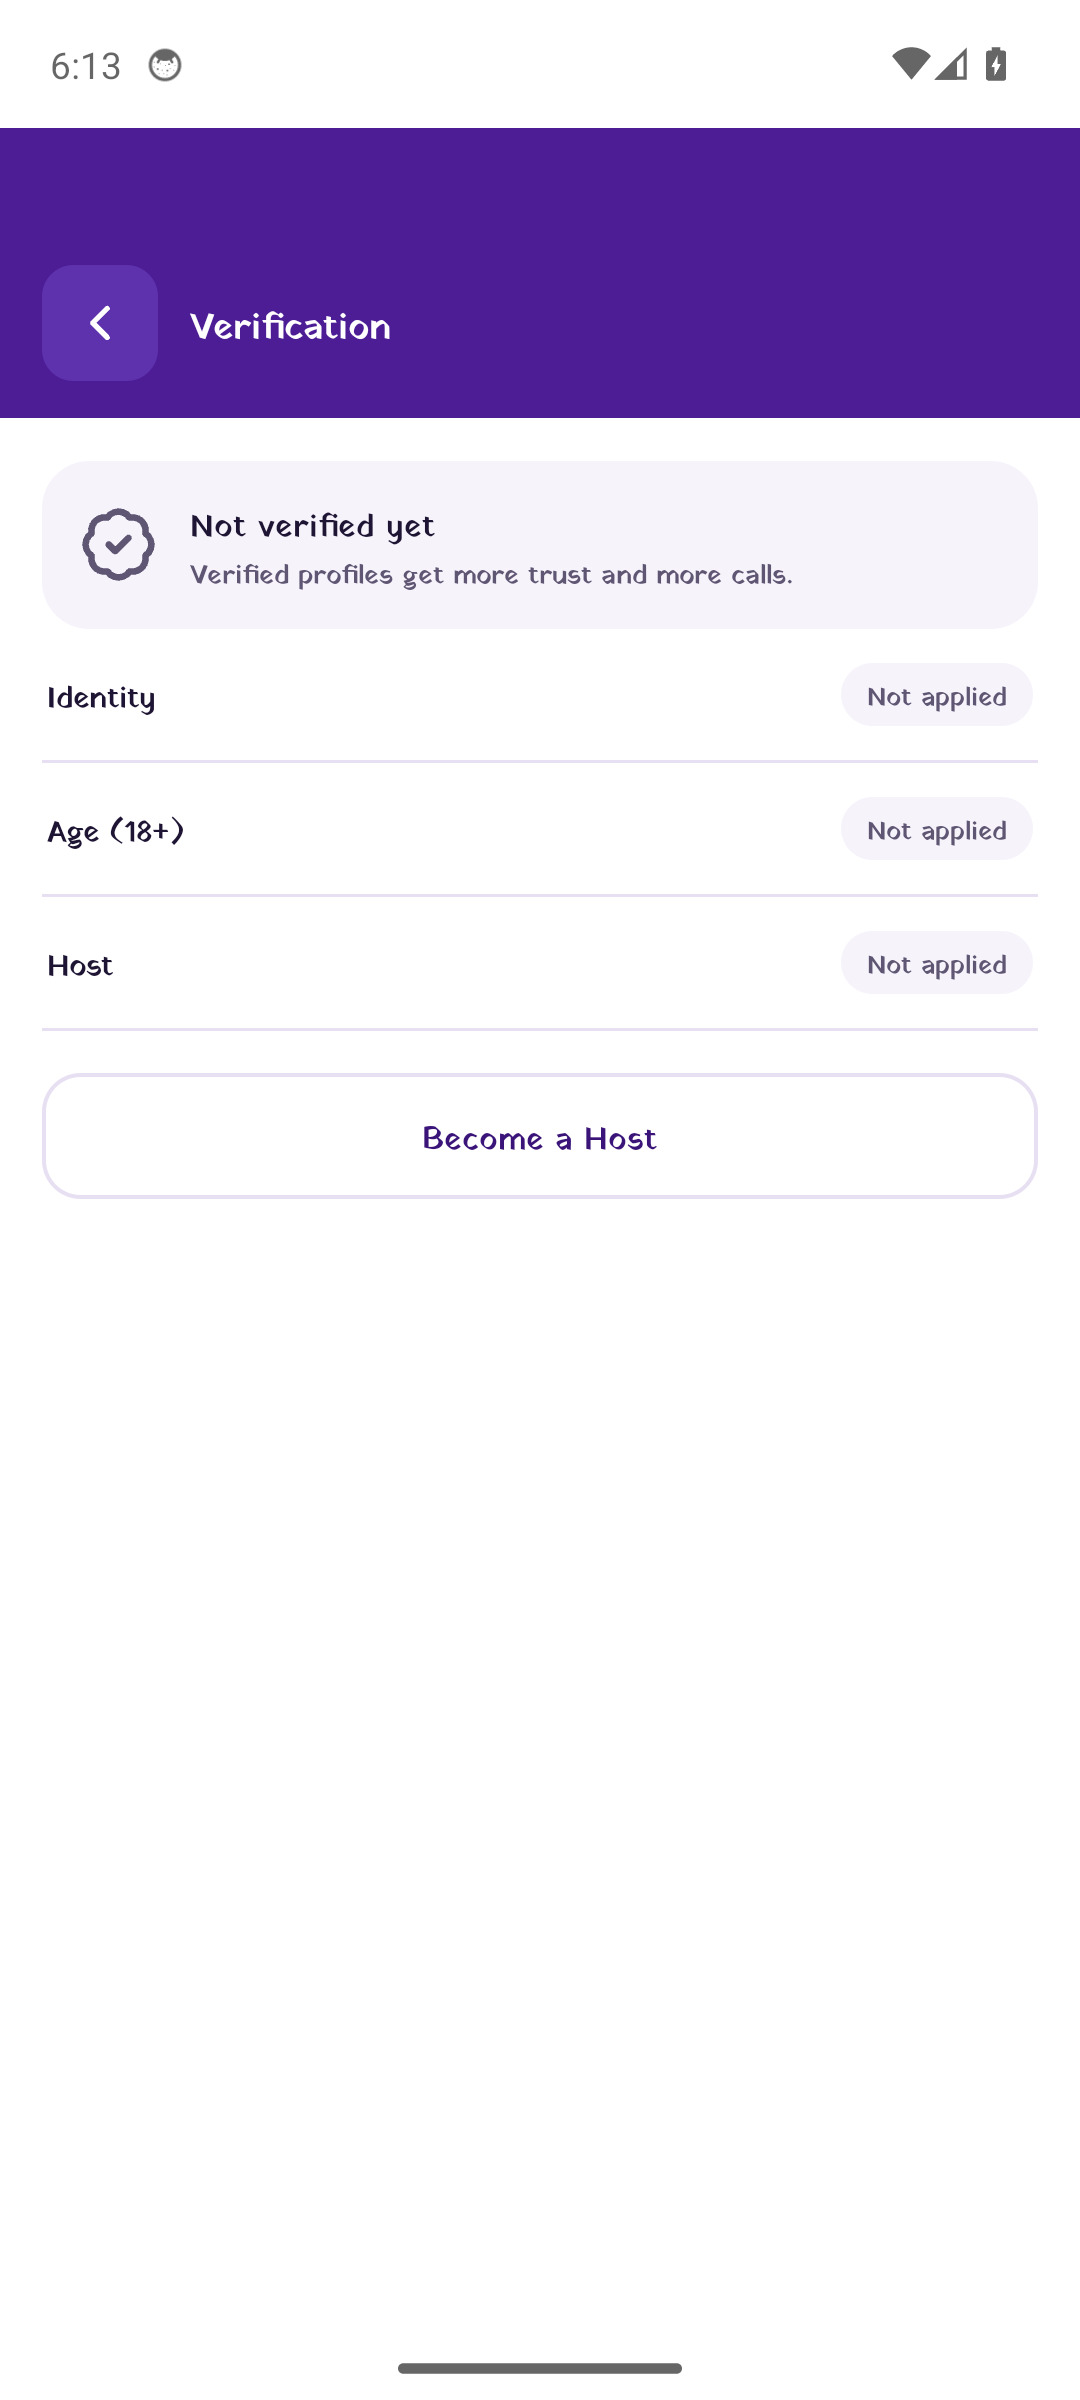 6:13
Verification
Not verified yet
Verified profiles get more trust and more calls.
Identity
Not applied
Age (18+)
Not applied
Host
Not applied
Become a Host